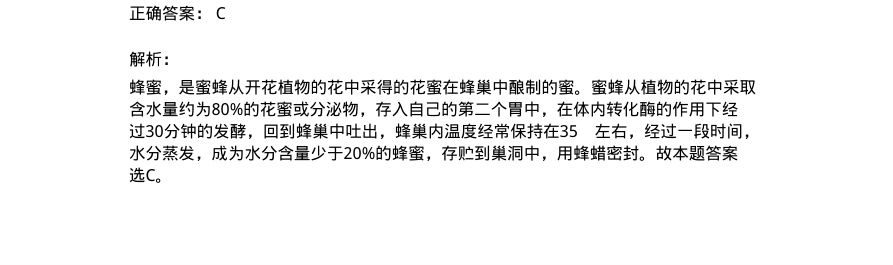 正确答案： C
解析：
蜂蜜，是蜜蜂从开花植物的花中采得的花蜜在蜂巢中酿制的蜜。蜜蜂从植物的花中采取
含水量约为80%的花蜜或分泌物，存入自己的第二个胃中，在体内转化酶的作用下经
过30分钟的发酵，回到蜂巢中吐出，蜂巢内温度经常保持在35　左右，经过一段时间，
水分蒸发，成为水分含量少于20%的蜂蜜，存贮到巢洞中，用蜂蜡密封。故本题答案
选C。